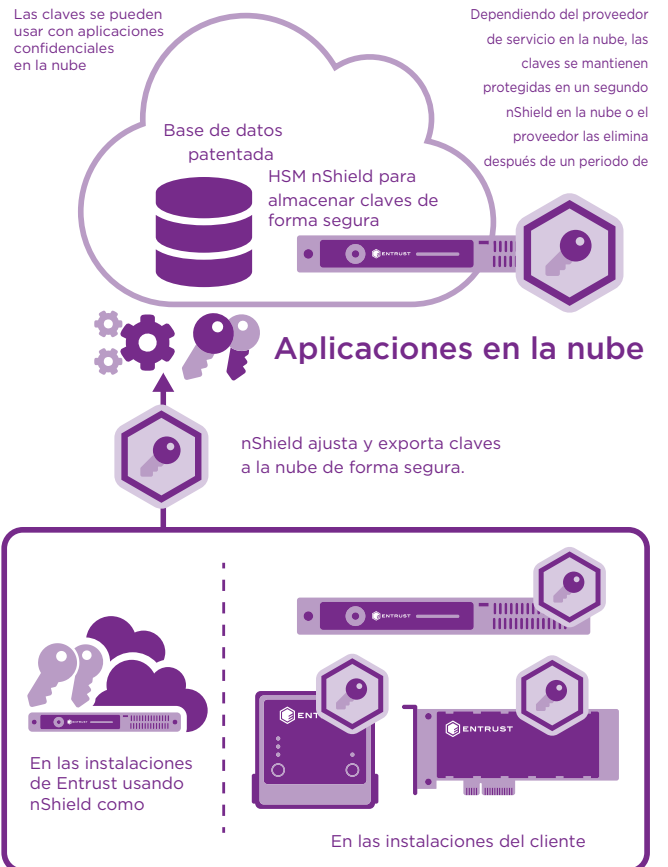 Las claves se pueden
usar con aplicaciones
confidenciales
en la nube
Dependiendo del proveedor
de servicio en la nube, las
claves se mantienen
protegidas en un segundo
nShield en la nube o el
proveedor las elimina
después de un periodo de
Base de datos
patentada
HSM nShield para
almacenar claves de
forma segura
ENTRUST
Aplicaciones en la nube
nShield ajusta y exporta claves
a la nube de forma segura.
ENTRUST
ENTRUST
En las instalaciones
de Entrust usando
nShield como
ENT
ENTRUST
En las instalaciones del cliente